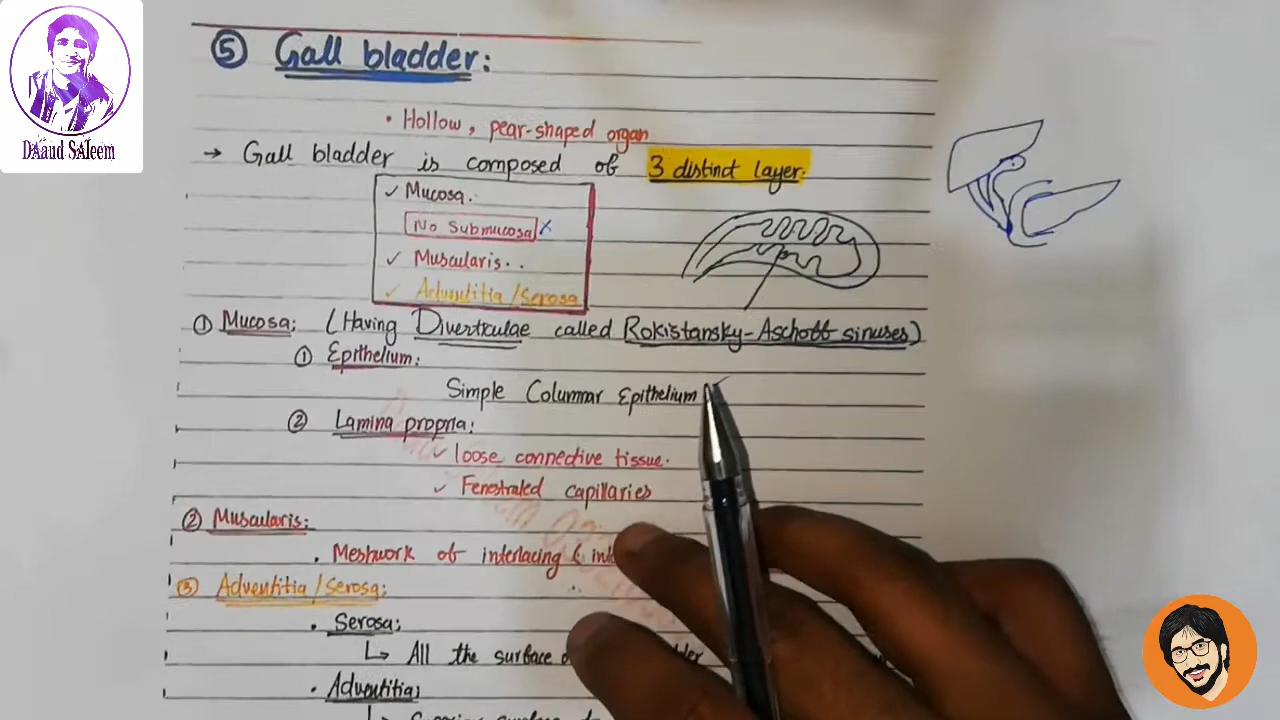 DAaud SAleem
⑤ Gall bladder:
• Hollow, pear-shaped organ
→ Gall bladder is composed of 3 distinct layer.
✓ Mucosa.
No Submucosa x
✓ Muscularis..
✓ Adventitia/Serosa
① Mucosa: (Having Diverticulae called Rokistansky-Aschoff sinuses)
① Epithelium:
Simple Columnar Epithelium
② Lamina propria:
✓ loose connective tissue.
✓ Fenestrated capillaries
② Muscularis:
• Meshwork of interlacing (
③ Adventitia/Serosa:
• Serosa:
↳ All the surface
• Adventitia:
↳ surface